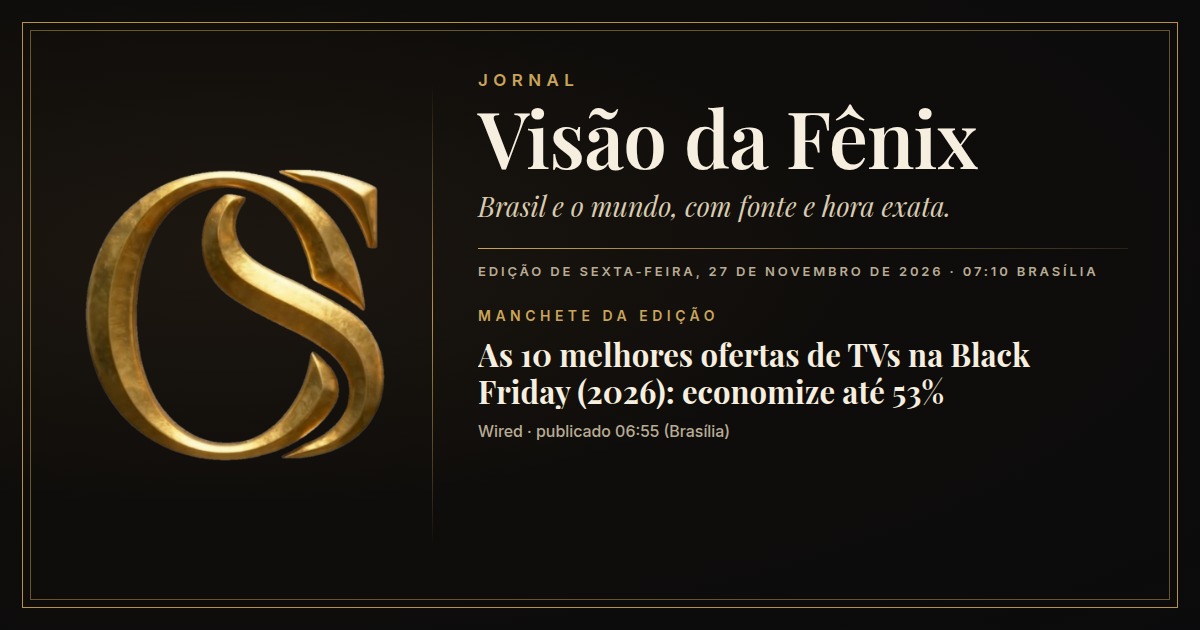 JORNAL
Visão da Fênix
Brasil e o mundo, com fonte e hora exata.
EDIÇÃO DE SEXTA-FEIRA, 27 DE NOVEMBRO DE 2026 · 07:10 BRASÍLIA
MANCHETE DA EDIÇÃO
As 10 melhores ofertas de TVs na Black
Friday (2026): economize até 53%
Wired · publicado 06:55 (Brasília)